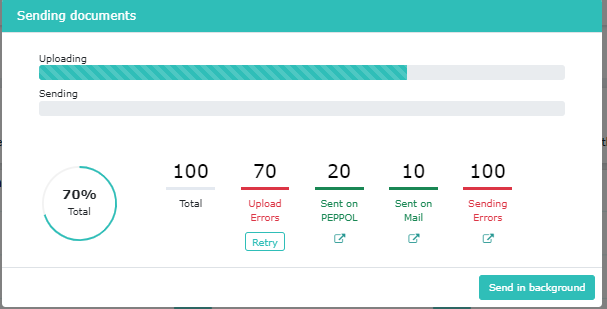 Sending documents
Uploading
Sending
70%
Total
100
Total
70
Upload
Errors
Retry
20
Sent on
PEPPOL
10
Sent on
Mail
100
Sending
Errors
Send in background